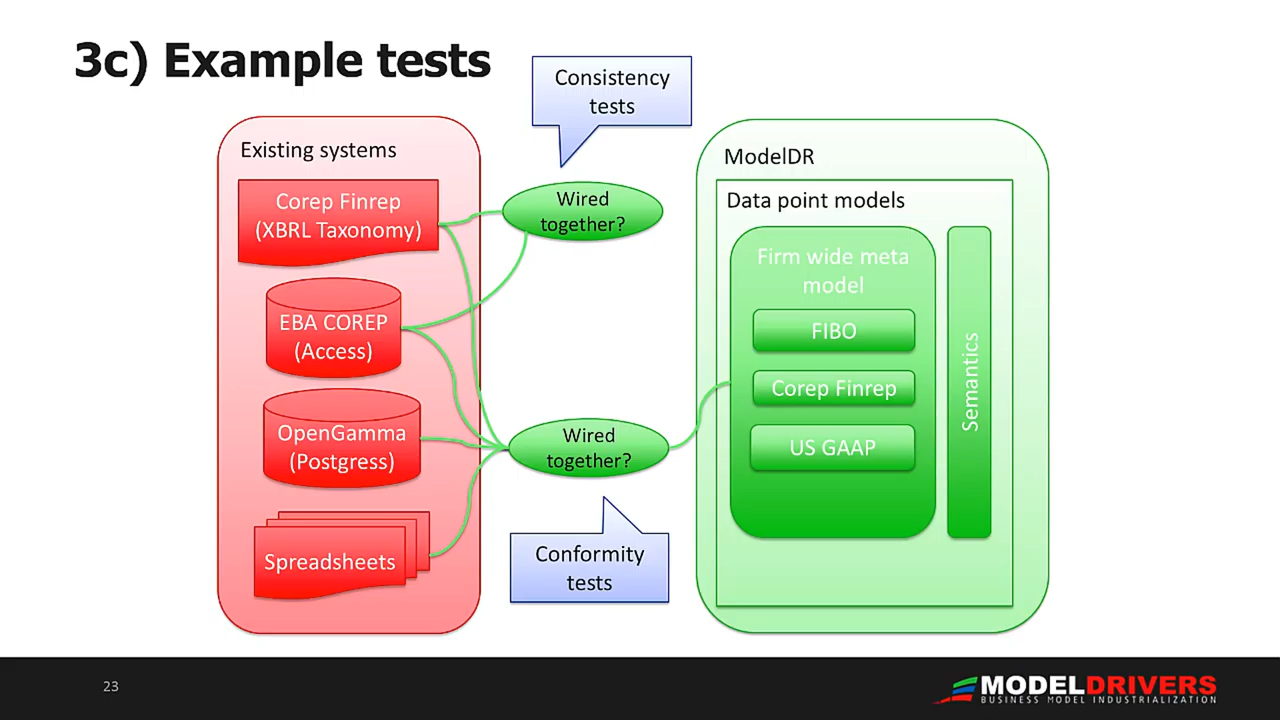 3c) Example tests
Consistency
tests
Existing systems
Corep Finrep
(XBRL Taxonomy)
EBA COREP
(Access)
OpenGamma
(Postgress)
Spreadsheets
Wired
together?
Wired
together?
Conformity
tests
ModelDR
Data point models
Firm wide meta
model
FIBO
Corep Finrep
US GAAP
Semantics
23
MODELDRIVERS
BUSINESS MODEL INDUSTRIALIZATION